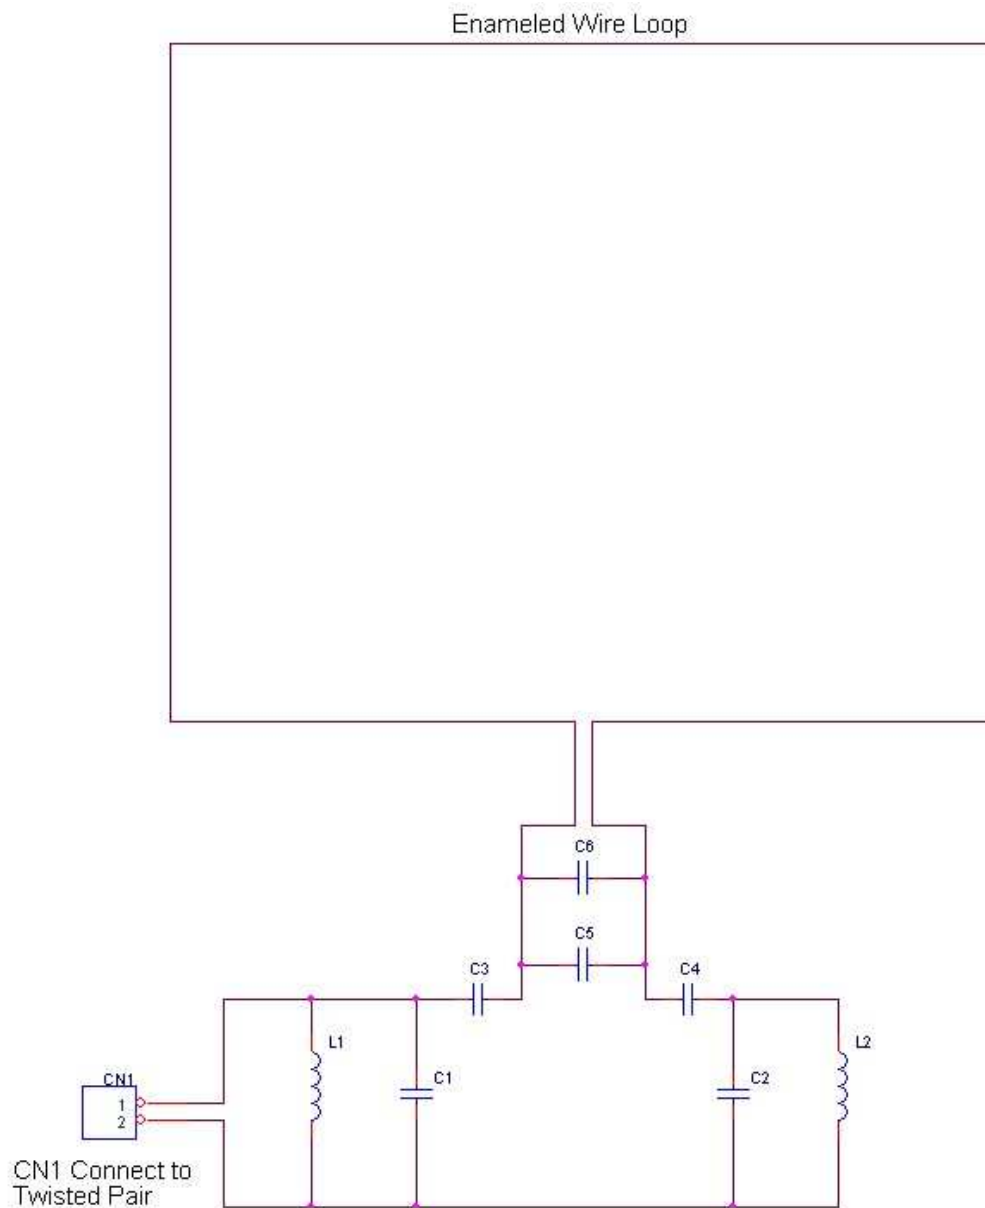 Enameled Wire Loop
C6
C5
C3
C4
L1
L2
C1
C2
CN1
1
2
CN1 Connect to
Twisted Pair